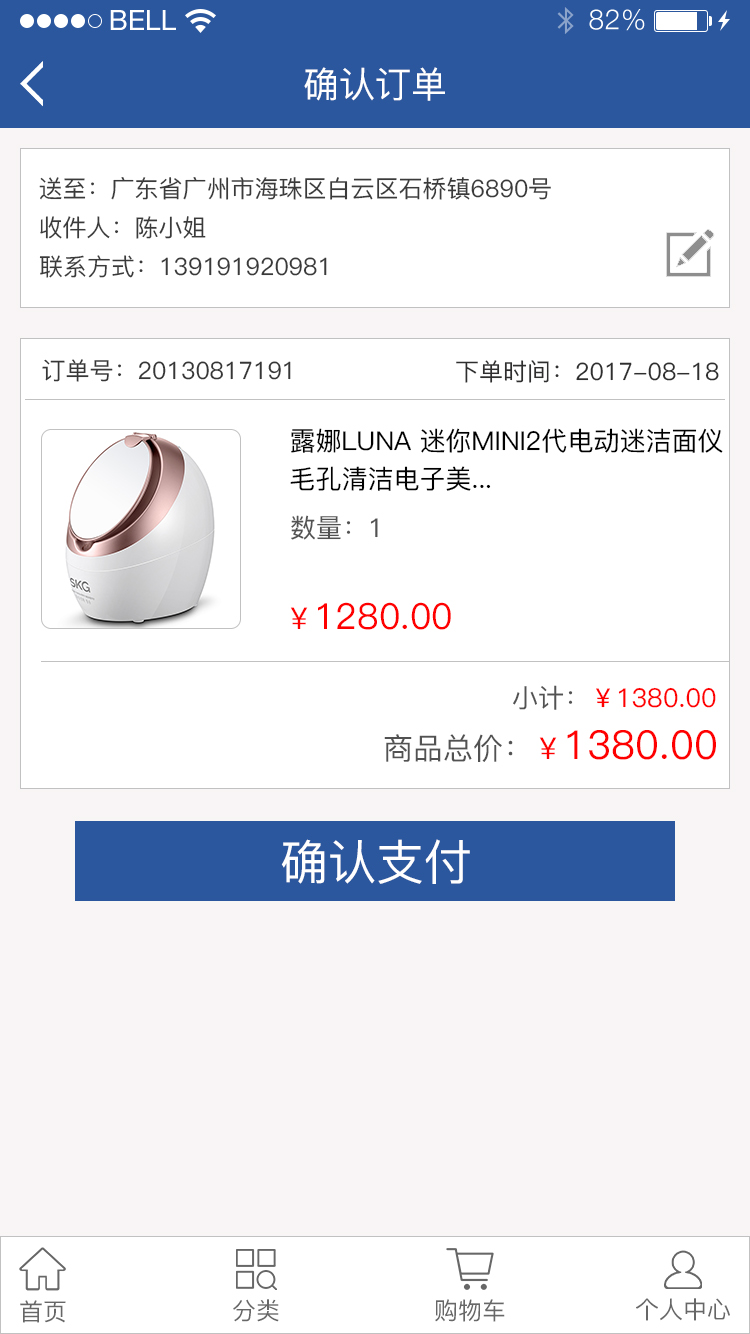 BELL 82%
确认订单
送至：广东省广州市海珠区白云区石桥镇6890号
收件人：陈小姐
联系方式：139191920981
订单号：20130817191 下单时间：2017-08-18
露娜LUNA 迷你MINI2代电动迷洁面仪
毛孔清洁电子美...
数量：1
SKG
¥1280.00
小计：¥1380.00
商品总价：¥1380.00
确认支付
首页 分类 购物车 个人中心